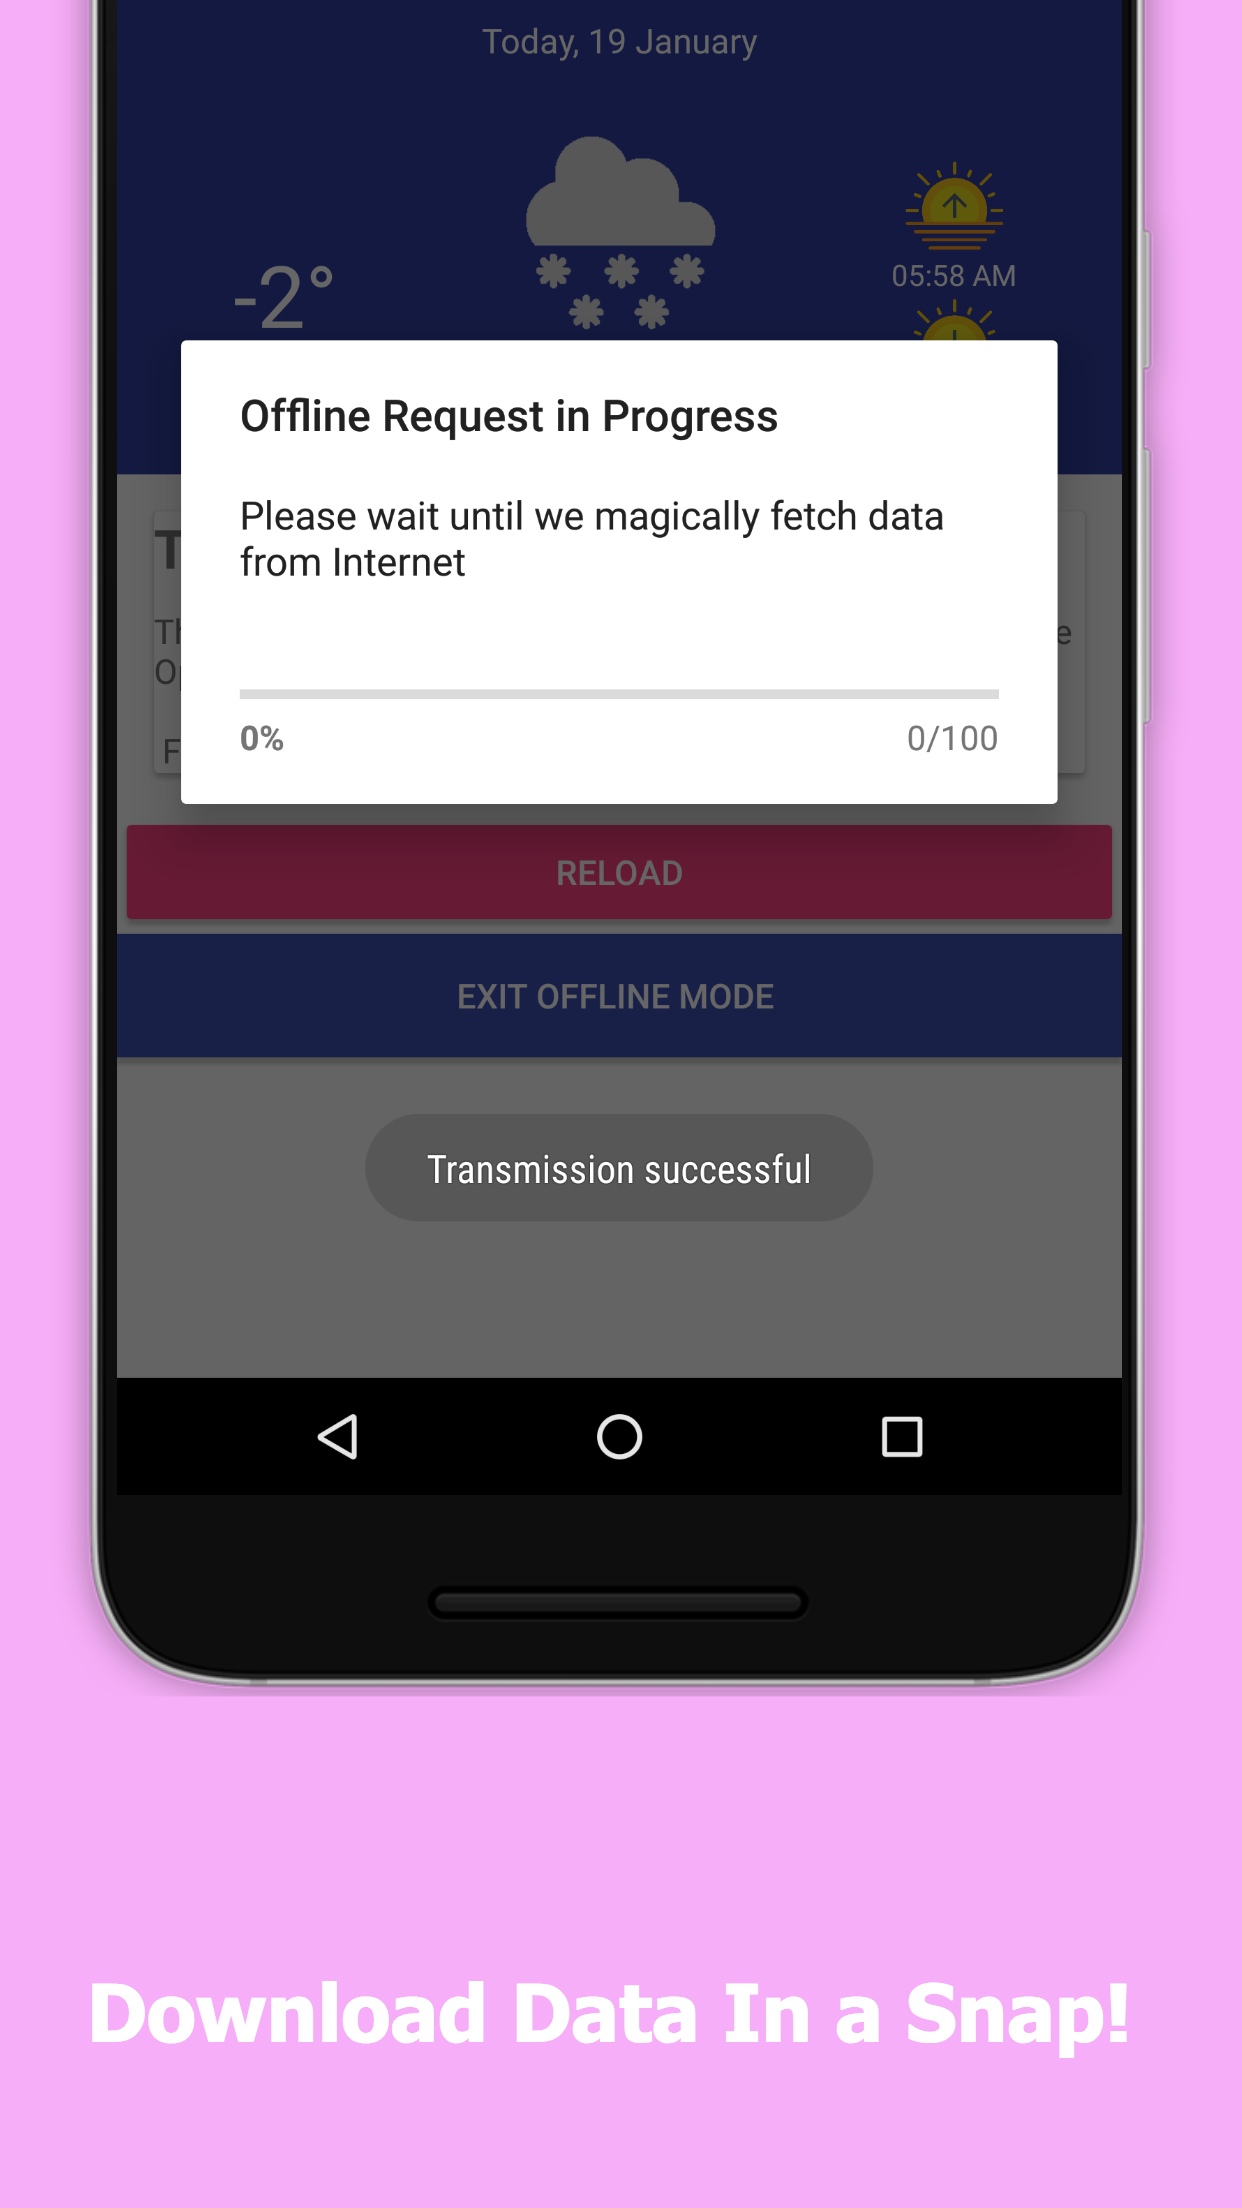 Today, 19 January
-2°
05:58 AM
Offline Request in Progress
Please wait until we magically fetch data
from Internet
0%
0/100
RELOAD
EXIT OFFLINE MODE
Transmission successful
Download Data In a Snap!